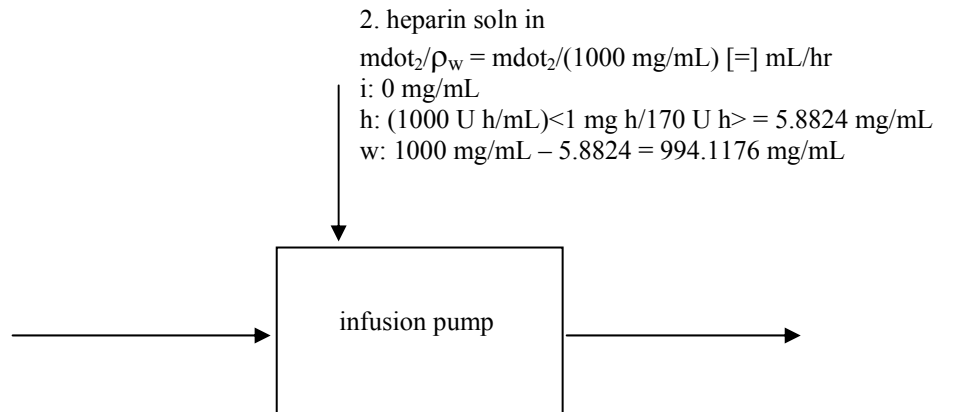 2. heparin soln in
mdot₂/ρw = mdot₂/(1000 mg/mL) [=] mL/hr
i: 0 mg/mL
h: (1000 U h/mL)<1 mg h/170 U h> = 5.8824 mg/mL
w: 1000 mg/mL – 5.8824 = 994.1176 mg/mL
infusion pump